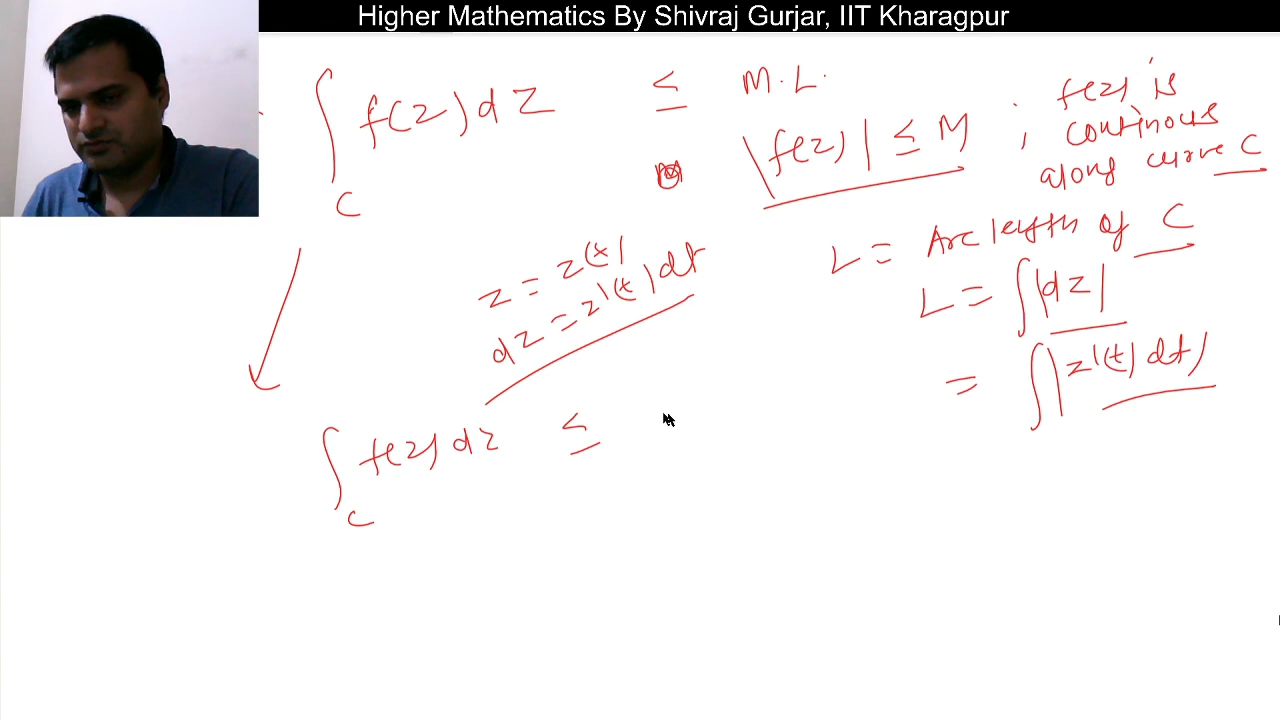 Higher Mathematics By Shivraj Gurjar, IIT Kharagpur
∫_C f(z) dz ≤ M.L.
|f(z)| ≤ M ; f(z) is
continous
along curve C
L = Arc length of C
z = z(t)
dz = z'(t) dt
L = ∫|dz|
= ∫|z'(t) dt|
∫_C f(z) dz ≤